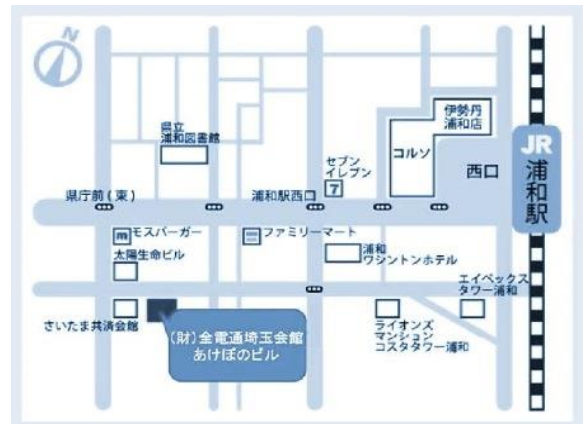 N
伊勢丹
浦和店
JR
浦和駅
県立
浦和図書館
コルソ
セブン
イレブン
7
西口
県庁前(東)
浦和駅西口
モスバーガー
ファミリーマート
太陽生命ビル
浦和
ワシントンホテル
エイペックス
タワー浦和
さいたま共済会館
(財)全電通埼玉会館
あけぼのビル
ライオンズ
マンション
コスタタワー浦和